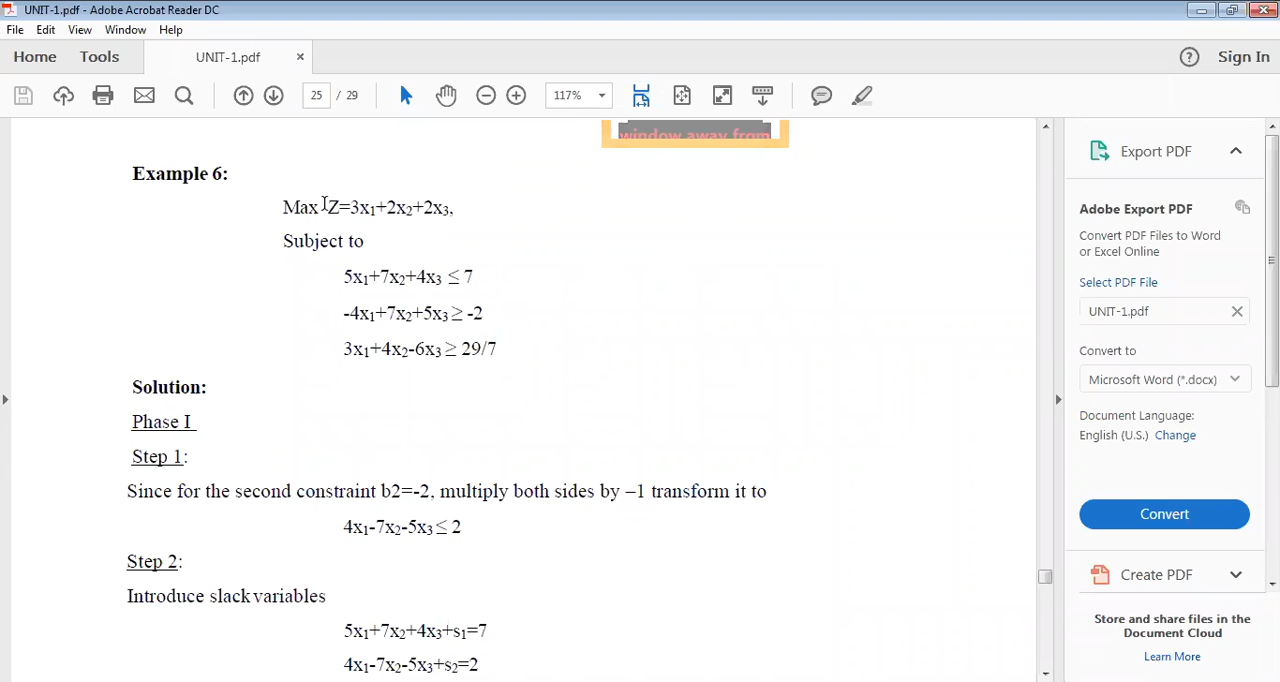 UNIT-1.pdf - Adobe Acrobat Reader DC
File Edit View Window Help
Home Tools UNIT-1.pdf × ? Sign In
25 / 29 117%
window away from
Example 6:
Max Z=3x₁+2x₂+2x₃,
Subject to
5x₁+7x₂+4x₃ ≤ 7
-4x₁+7x₂+5x₃ ≥ -2
3x₁+4x₂-6x₃ ≥ 29/7
Solution:
Phase I
Step 1:
Since for the second constraint b2=-2, multiply both sides by –1 transform it to
4x₁-7x₂-5x₃ ≤ 2
Step 2:
Introduce slack variables
5x₁+7x₂+4x₃+s₁=7
4x₁-7x₂-5x₃+s₂=2
Export PDF
Adobe Export PDF
Convert PDF Files to Word
or Excel Online
Select PDF File
UNIT-1.pdf
Convert to
Microsoft Word (*.docx)
Document Language:
English (U.S.) Change
Convert
Create PDF
Store and share files in the
Document Cloud
Learn More